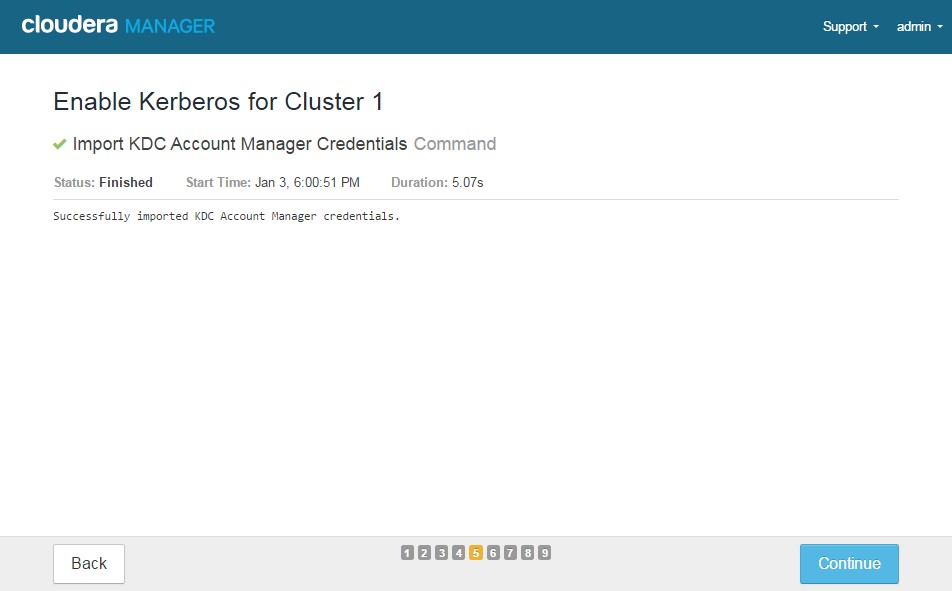 cloudera MANAGER
Support admin
Enable Kerberos for Cluster 1
Import KDC Account Manager Credentials Command
Status: Finished Start Time: Jan 3, 6:00:51 PM Duration: 5.07s
Successfully imported KDC Account Manager credentials.
Back 1 2 3 4 5 6 7 8 9 Continue